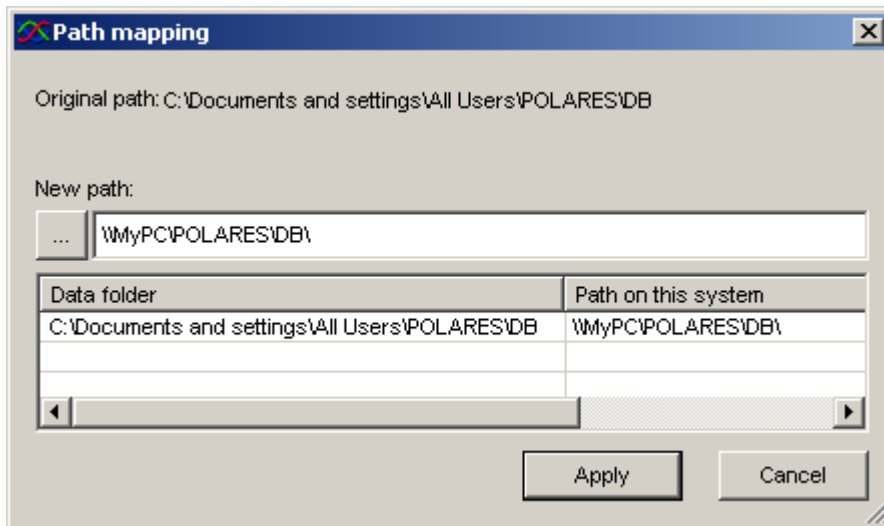 Path mapping
Original path: C:\Documents and settings\All Users\POLARES\DB
New path:
... \\MyPC\POLARES\DB\
Data folder Path on this system
C:\Documents and settings\All Users\POLARES\DB \\MyPC\POLARES\DB\
Apply Cancel